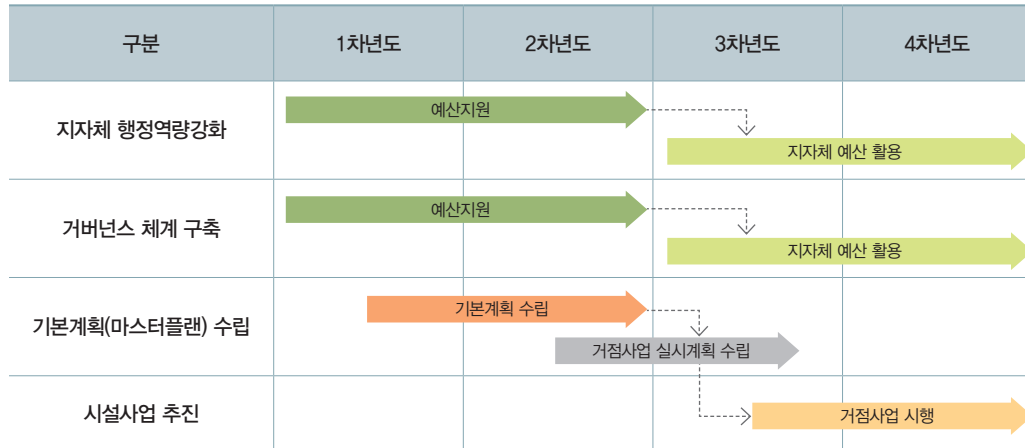 구분 1차년도 2차년도 3차년도 4차년도
지자체 행정역량강화
예산지원
지자체 예산 활용
거버넌스 체계 구축
예산지원
지자체 예산 활용
기본계획(마스터플랜) 수립
기본계획 수립
거점사업 실시계획 수립
시설사업 추진
거점사업 시행